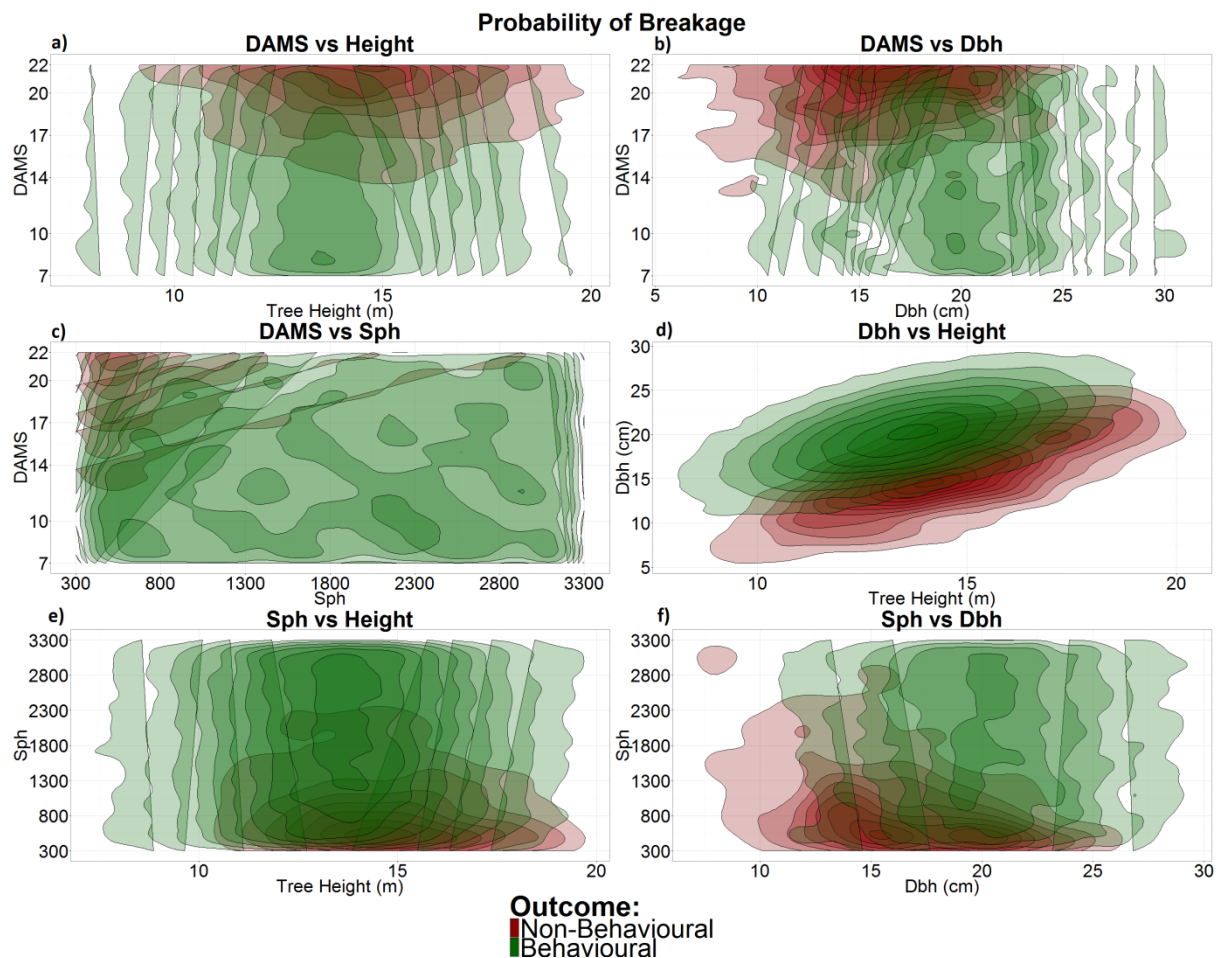 Probability of Breakage
a) DAMS vs Height
DAMS
22
20
17
14
10
7
10 15 20
Tree Height (m)
b) DAMS vs Dbh
DAMS
22
20
17
14
10
7
5 10 15 20 25 30
Dbh (cm)
c) DAMS vs Sph
DAMS
22
20
17
14
10
7
300 800 1300 1800 2300 2800 3300
Sph
d) Dbh vs Height
Dbh (cm)
30
25
20
15
10
5
10 15 20
Tree Height (m)
e) Sph vs Height
Sph
3300
2800
2300
1800
1300
800
300
10 15 20
Tree Height (m)
f) Sph vs Dbh
Sph
3300
2800
2300
1800
1300
800
300
10 15 20 25 30
Dbh (cm)
Outcome:
Non-Behavioural
Behavioural